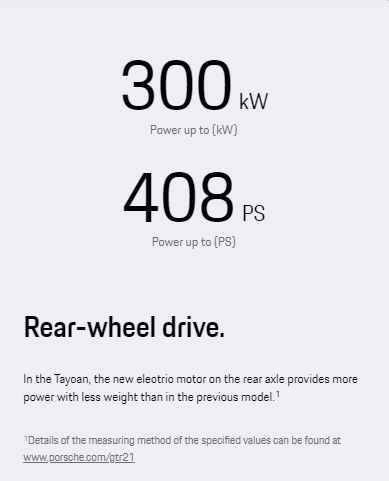 300 kW
Power up to (kW)
408 PS
Power up to (PS)
Rear-wheel drive.
In the Tayoan, the new eleotrio motor on the rear axle provides more
power with less weight than in the previous model.¹
¹Details of the measuring method of the specified values can be found at
www.porsche.com/gtr21